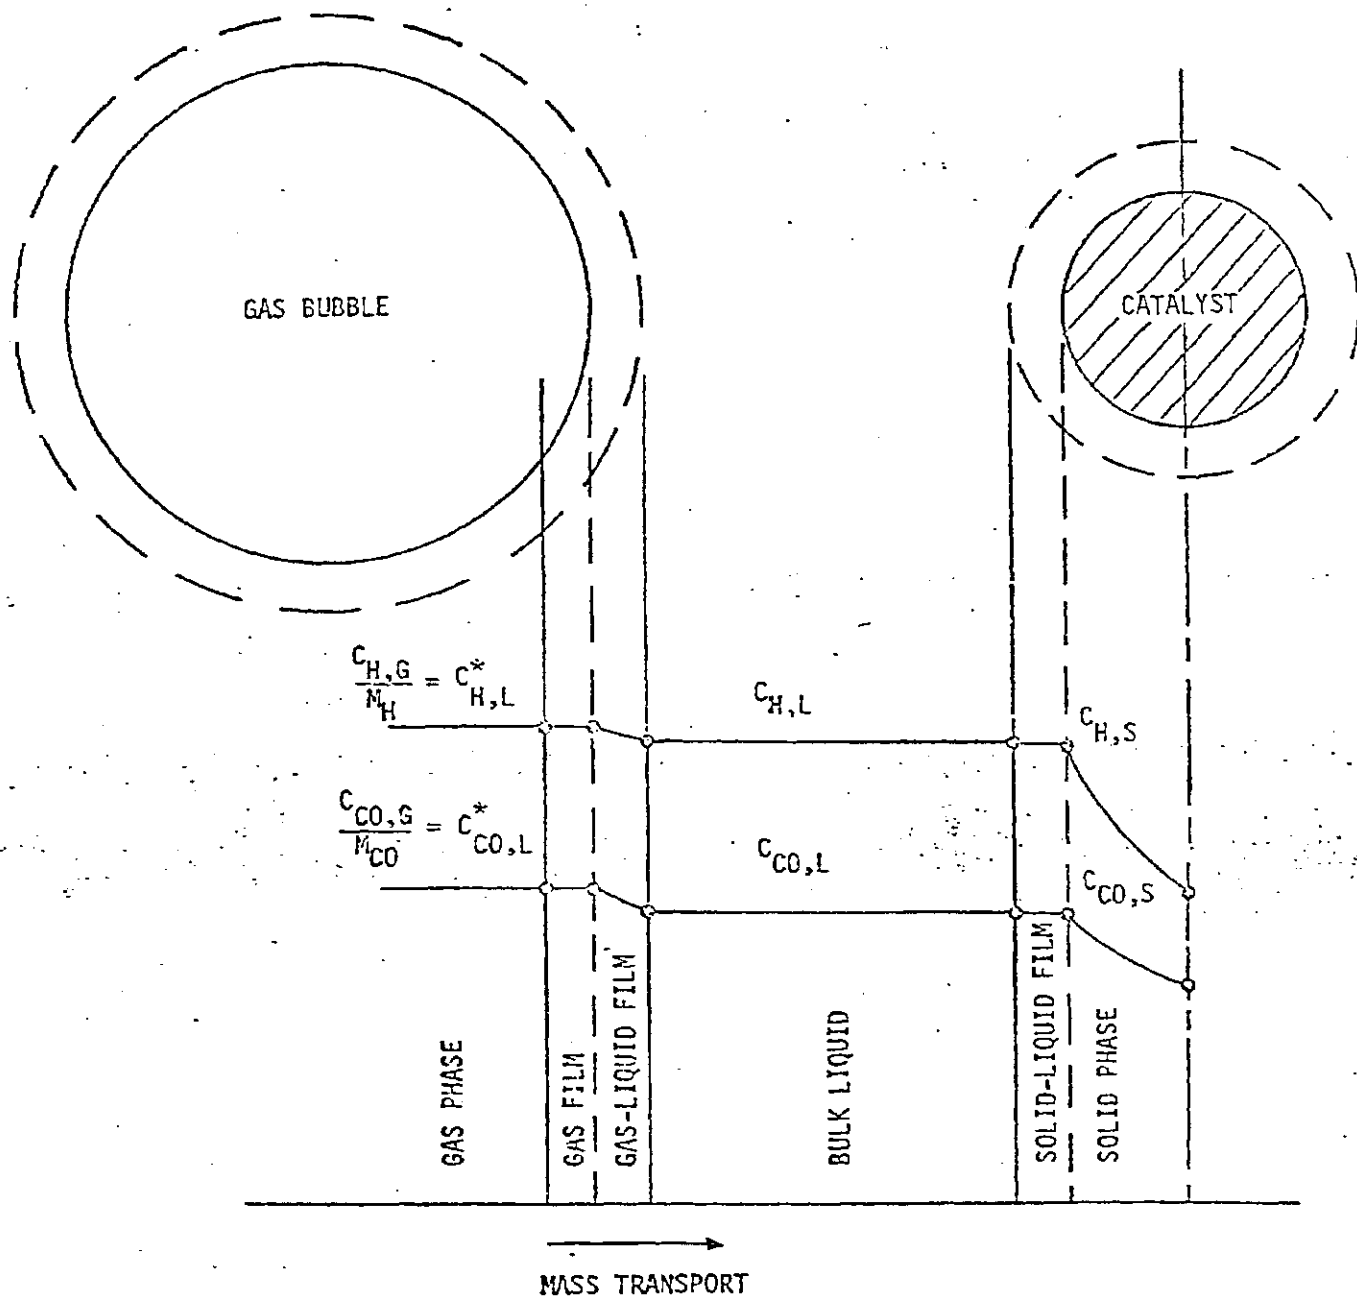 GAS BUBBLE
CATALYST
C_H,G / M_H = C*_H,L
C_H,L
C_H,S
C_CO,G / M_CO = C*_CO,L
C_CO,L
C_CO,S
GAS PHASE
GAS FILM
GAS-LIQUID FILM
BULK LIQUID
SOLID-LIQUID FILM
SOLID PHASE
MASS TRANSPORT